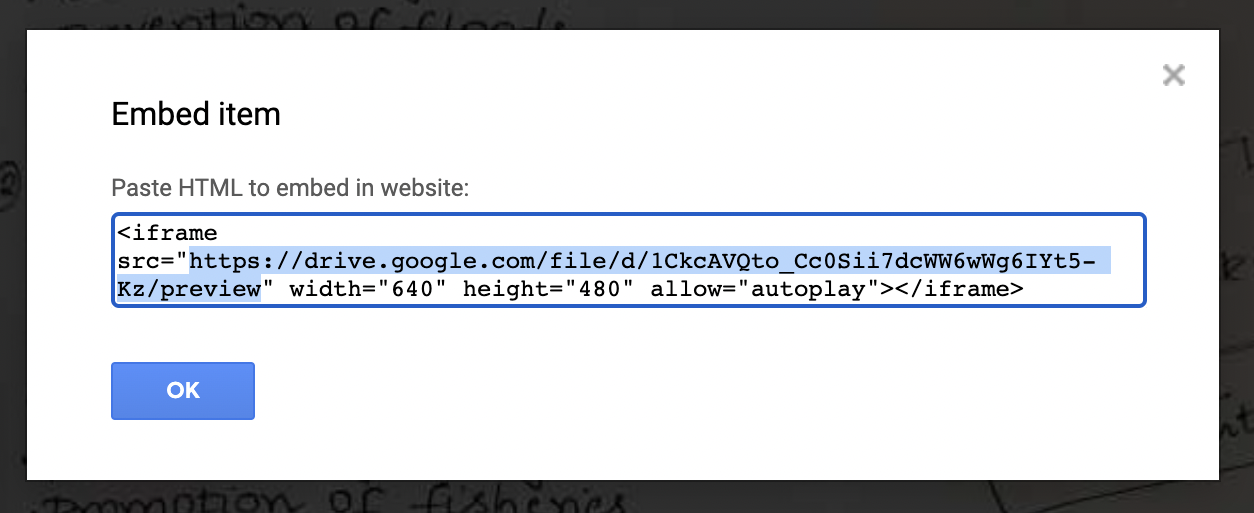 prevention of floods
Embed item
Paste HTML to embed in website:
<iframe
src="https://drive.google.com/file/d/1CkcAVQto_Cc0Sii7dcWW6wWg6IYt5-
Kz/preview" width="640" height="480" allow="autoplay"></iframe>
OK
Promotion of fisheries